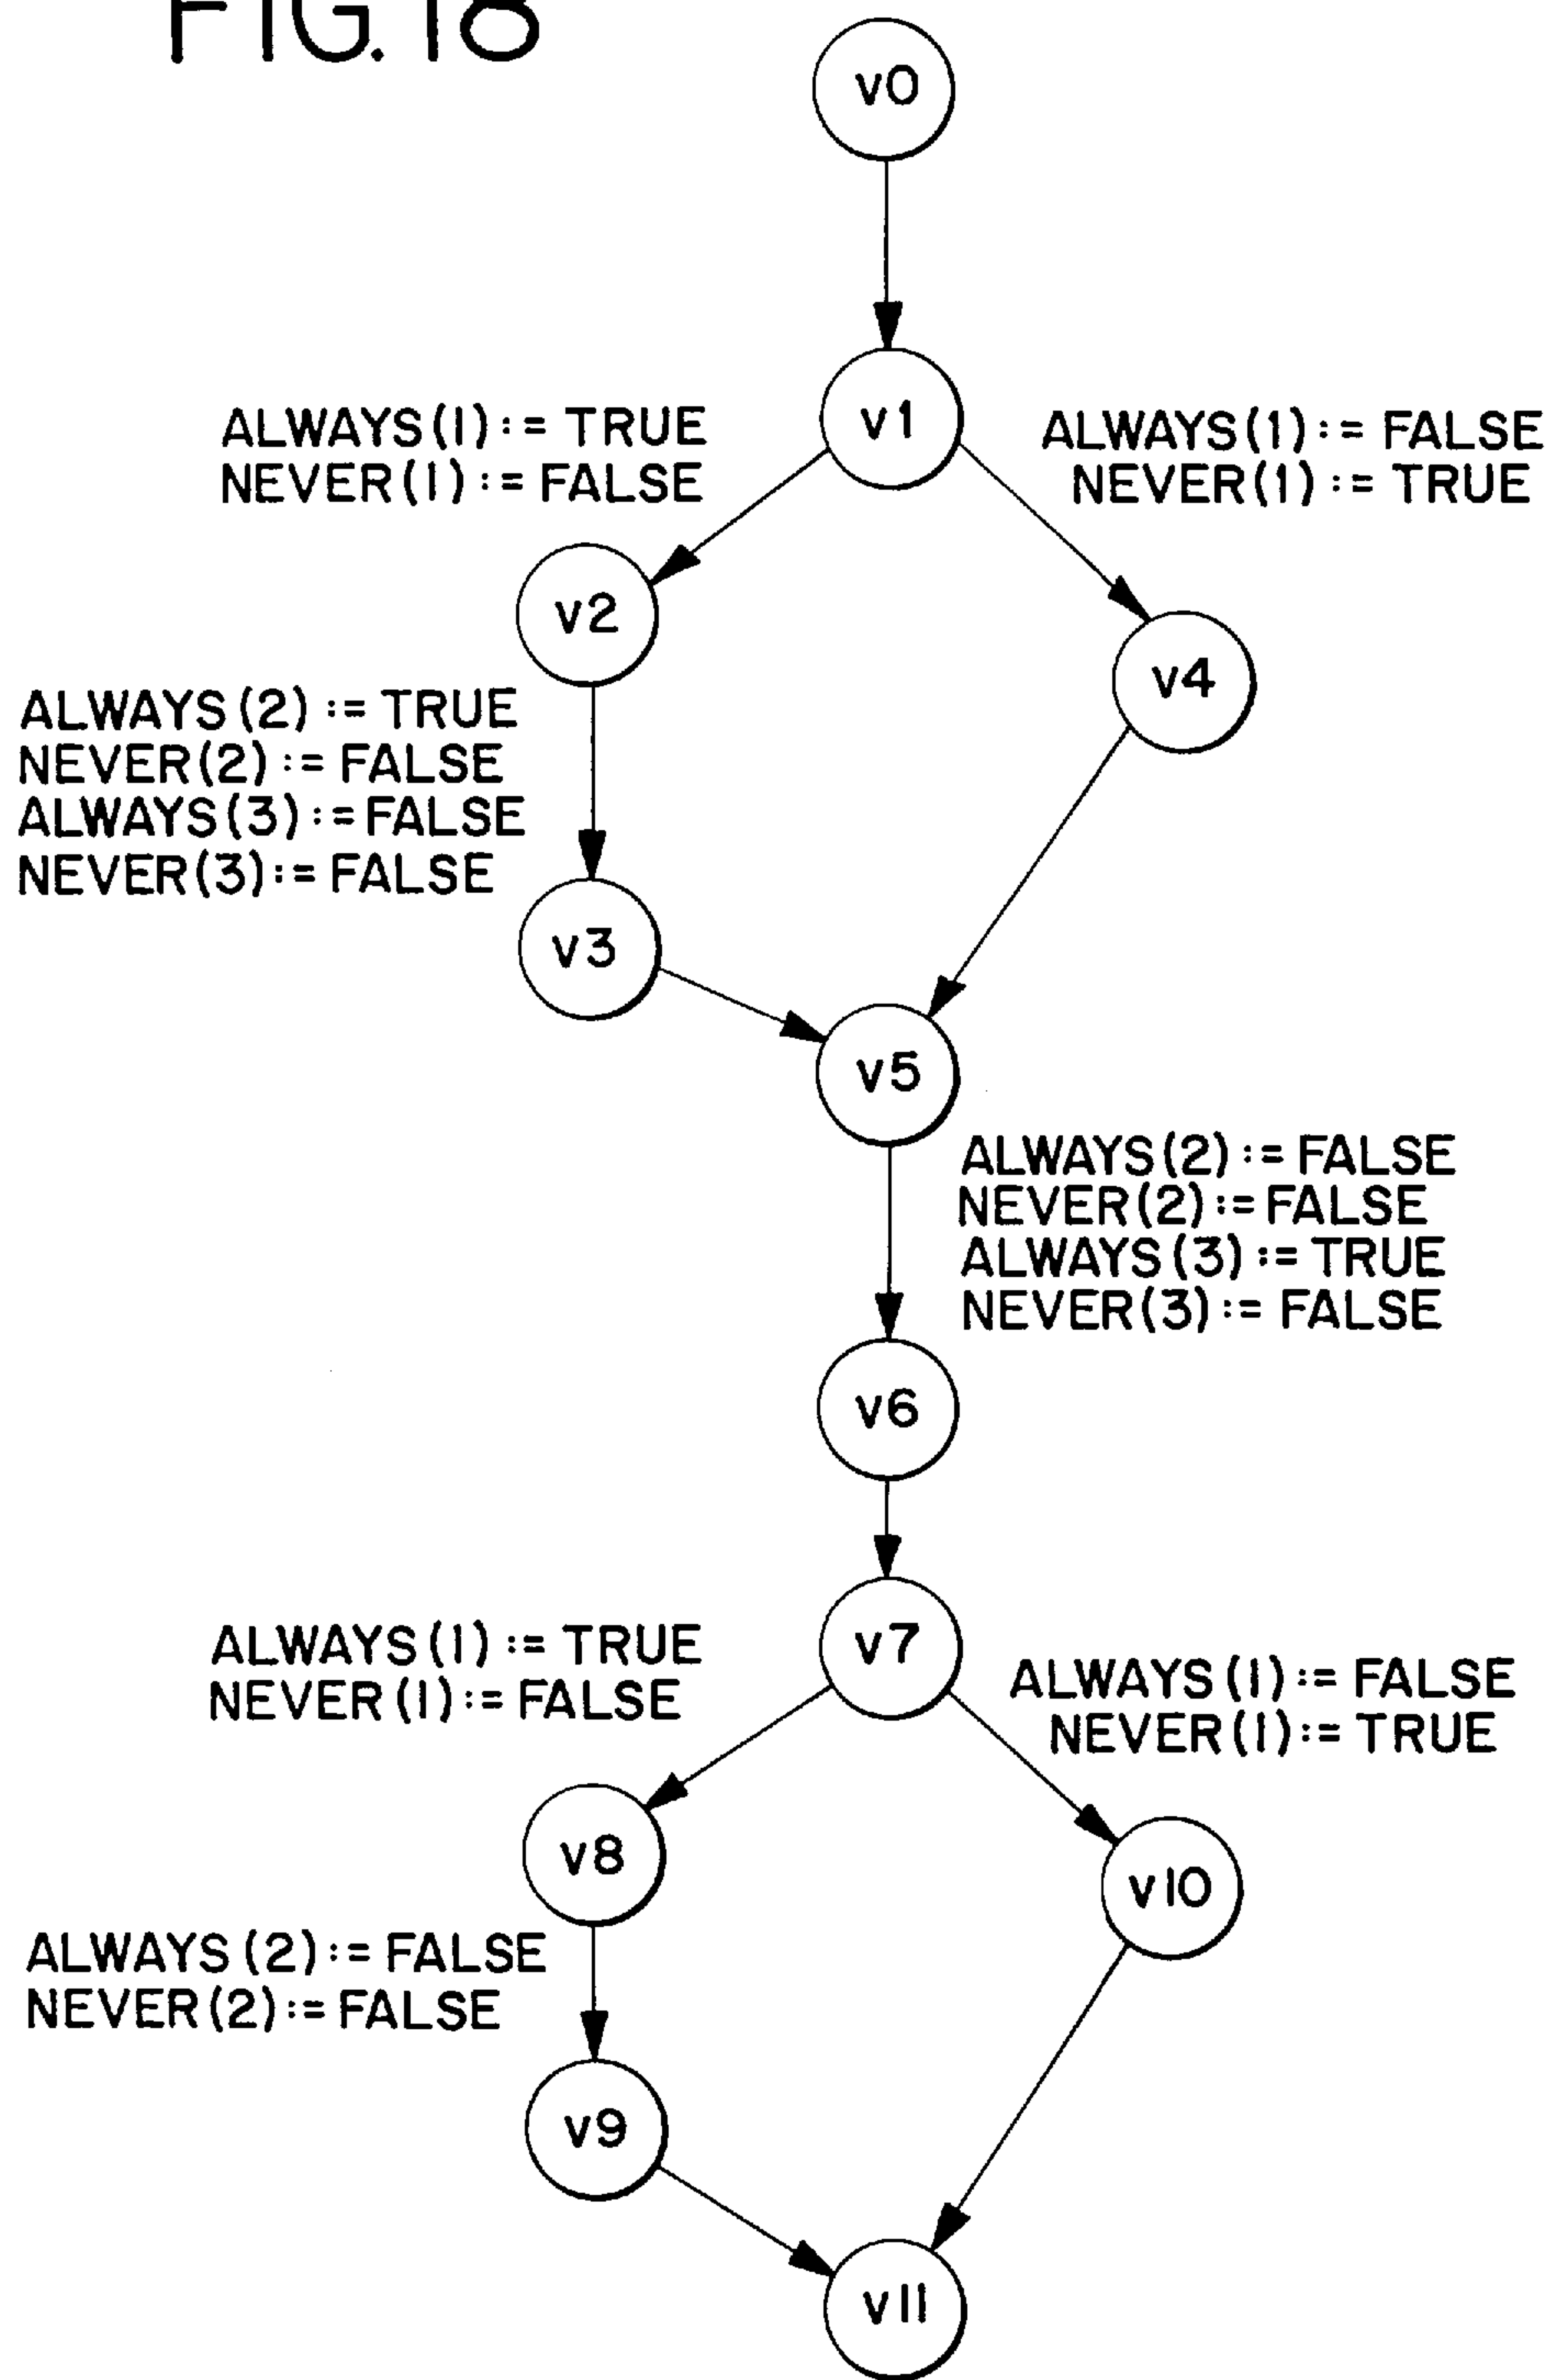 FIG. 18
v0
v1
ALWAYS(1):= TRUE
NEVER(1):= FALSE
ALWAYS(1):= FALSE
NEVER(1):= TRUE
v2
v4
ALWAYS(2):= TRUE
NEVER(2):= FALSE
ALWAYS(3):= FALSE
NEVER(3):= FALSE
v3
v5
ALWAYS(2):= FALSE
NEVER(2):= FALSE
ALWAYS(3):= TRUE
NEVER(3):= FALSE
v6
v7
ALWAYS(1):= TRUE
NEVER(1):= FALSE
ALWAYS(1):= FALSE
NEVER(1):= TRUE
v8
v10
ALWAYS(2):= FALSE
NEVER(2):= FALSE
v9
v11